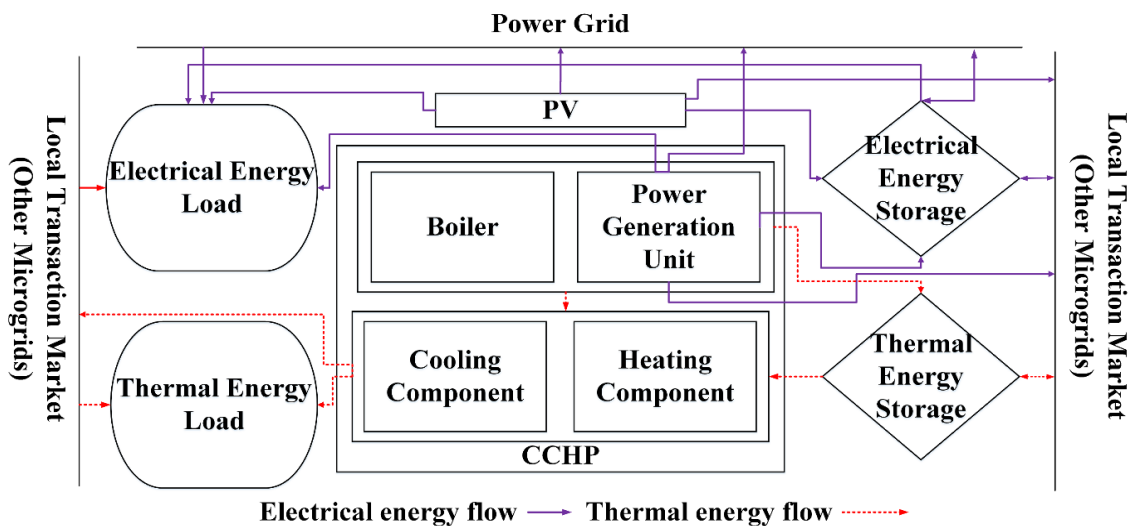 Power Grid
PV
Local Transaction Market
(Other Microgrids)
Electrical Energy
Load
Boiler
Power
Generation
Unit
Electrical
Energy
Storage
Local Transaction Market
(Other Microgrids)
Thermal Energy
Load
Cooling
Component
Heating
Component
Thermal
Energy
Storage
CCHP
Electrical energy flow
Thermal energy flow